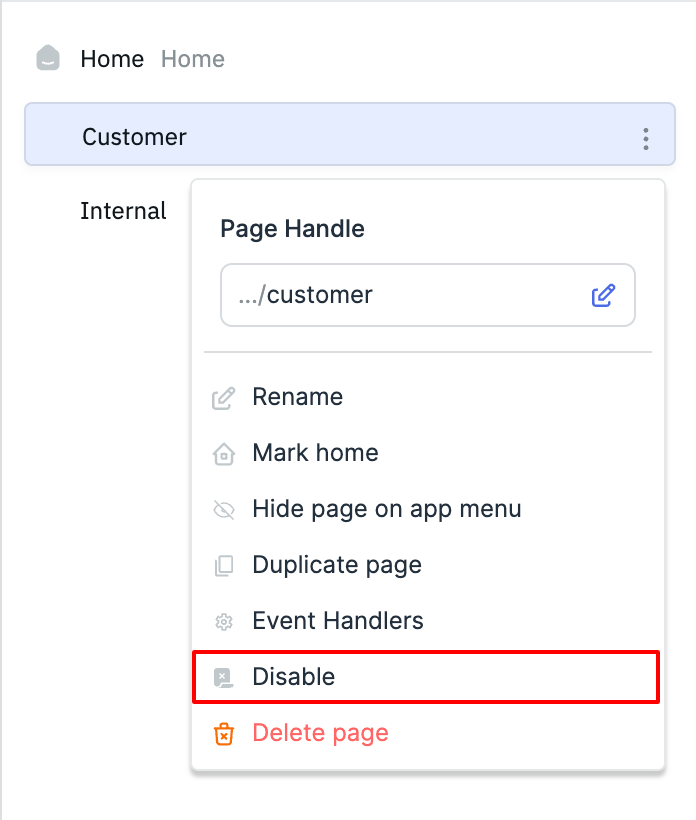 Home Home
Customer
Internal
Page Handle
.../customer
Rename
Mark home
Hide page on app menu
Duplicate page
Event Handlers
Disable
Delete page